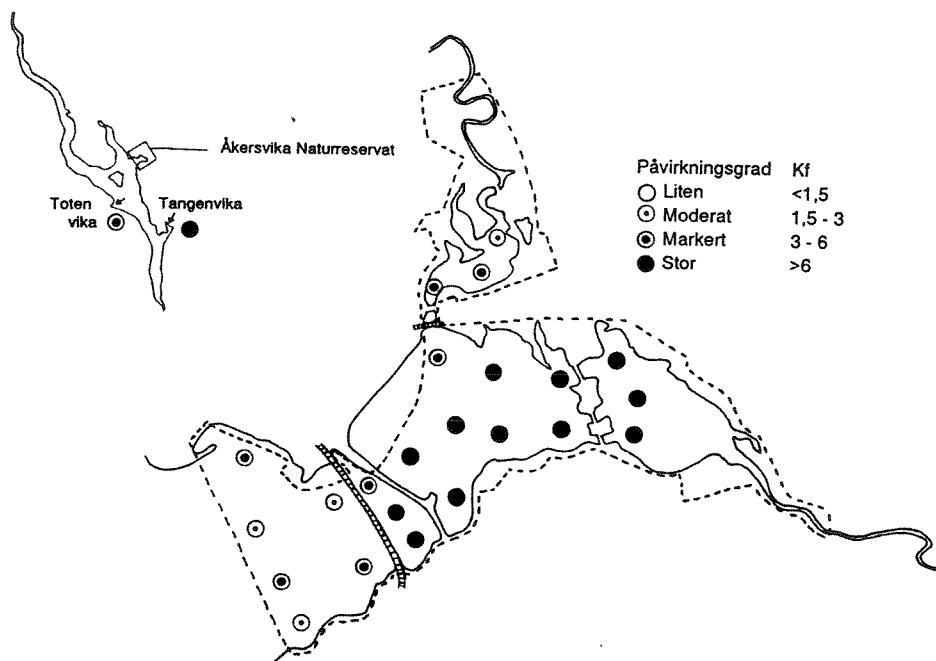 Åkersvika Naturreservat
Toten
vika
Tangenvika
Påvirkningsgrad Kf
Liten <1,5
Moderat 1,5 - 3
Markert 3 - 6
Stor >6